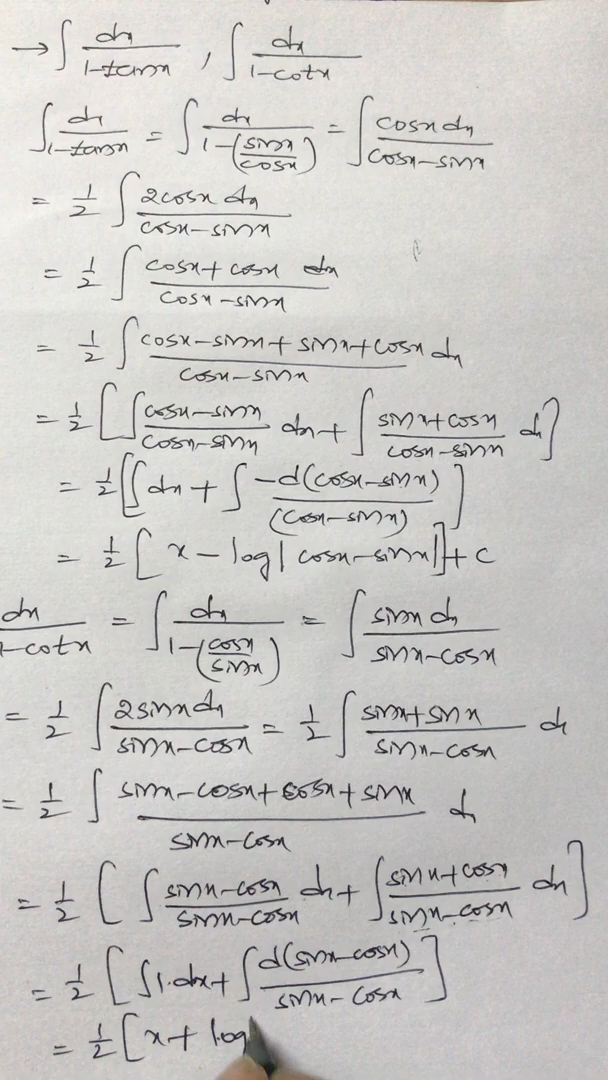 → ∫ dx/(1-tanx) , ∫ dx/(1-cotx)
∫ dx/(1-tanx) = ∫ dx/(1-(sinx/cosx)) = ∫ cosx dx/(cosx-sinx)
= 1/2 ∫ 2cosx dx/(cosx-sinx)
= 1/2 ∫ (cosx+cosx dx)/(cosx-sinx)
= 1/2 ∫ (cosx-sinx+sinx+cosx)/(cosx-sinx) dx
= 1/2 [∫ (cosx-sinx)/(cosx-sinx) dx + ∫ (sinx+cosx)/(cosx-sinx) dx]
= 1/2 [∫ dx + ∫ -d(cosx-sinx)/(cosx-sinx)]
= 1/2 [x - log|cosx-sinx|] + c
dx/(1-cotx) = ∫ dx/(1-(cosx/sinx)) = ∫ sinx dx/(sinx-cosx)
= 1/2 ∫ 2sinx dx/(sinx-cosx) = 1/2 ∫ (sinx+sinx)/(sinx-cosx) dx
= 1/2 ∫ (sinx-cosx+cosx+sinx)/(sinx-cosx) dx
= 1/2 [∫ (sinx-cosx)/(sinx-cosx) dx + ∫ (sinx+cosx)/(sinx-cosx) dx]
= 1/2 [∫ 1.dx + ∫ d(sinx-cosx)/(sinx-cosx)]
= 1/2 [x + log